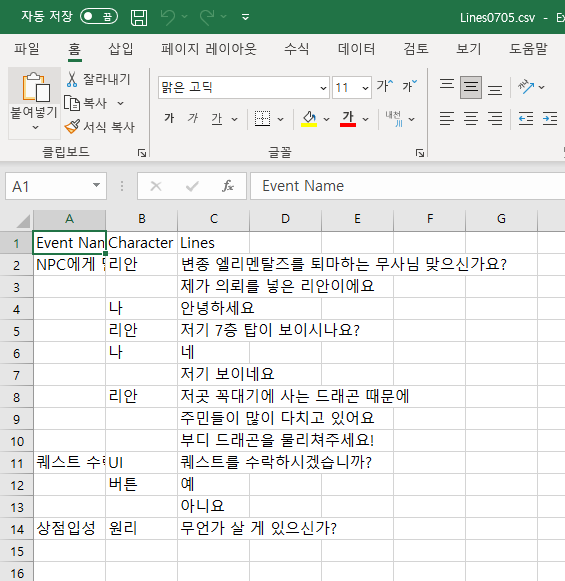 자동 저장 끔 Lines0705.csv - E
파일 홈 삽입 페이지 레이아웃 수식 데이터 검토 보기 도움말
붙여넣기
잘라내기
복사
서식 복사
클립보드
맑은 고딕 11 가 가
가 가 가 가 내천
글꼴
A1 fx Event Name
A B C D E F G
1 Event Nam Character Lines
2 NPC에게 리안 변종 엘리멘탈즈를 퇴마하는 무사님 맞으신가요?
3 제가 의뢰를 넣은 리안이에요
4 나 안녕하세요
5 리안 저기 7층 탑이 보이시나요?
6 나 네
7 저기 보이네요
8 리안 저곳 꼭대기에 사는 드래곤 때문에
9 주민들이 많이 다치고 있어요
10 부디 드래곤을 물리쳐주세요!
11 퀘스트 수락 UI 퀘스트를 수락하시겠습니까?
12 버튼 예
13 아니요
14 상점입성 원리 무언가 살 게 있으신가?
15
16